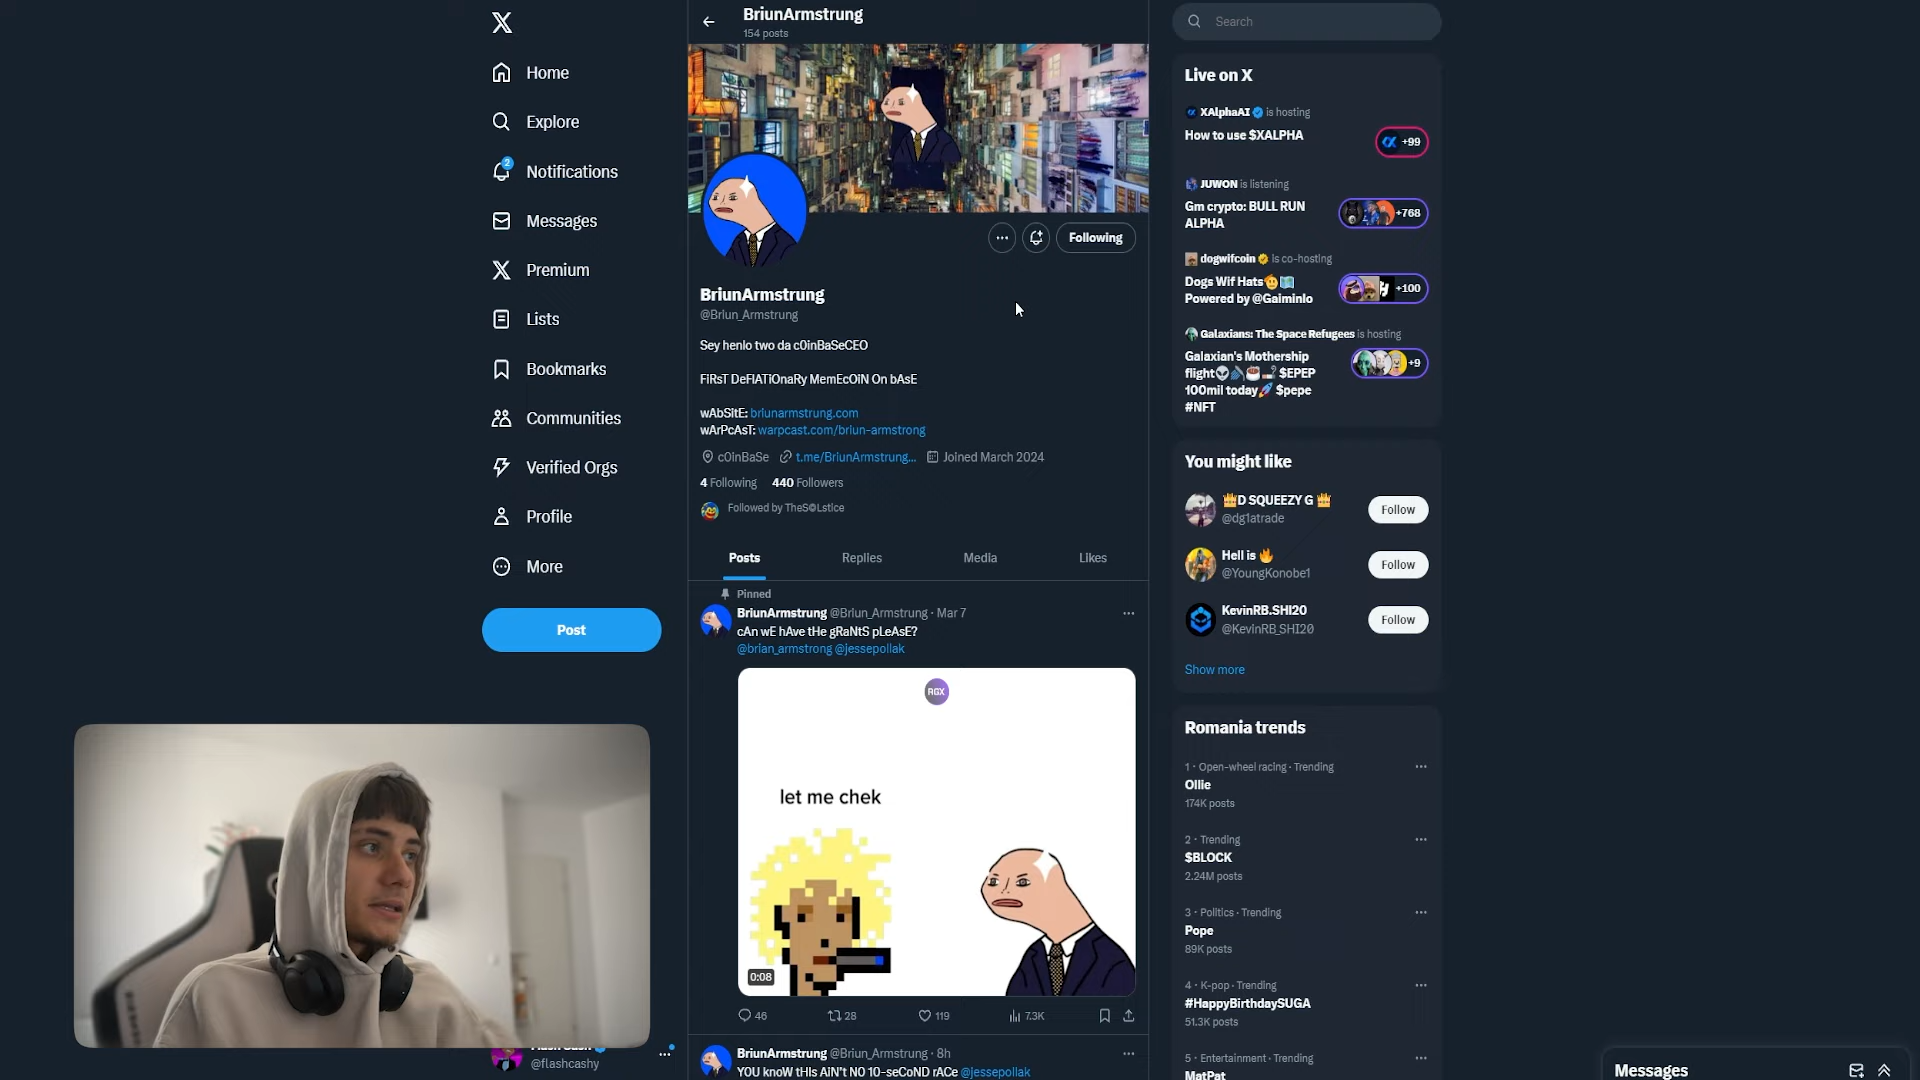 Home
Explore
2
Notifications
Messages
Premium
Lists
Bookmarks
Communities
Verified Orgs
Profile
More
Post
@flashcashy
BriunArmstrung
154 posts
Following
BriunArmstrung
@Briun_Armstrung
Sey henlo two da c0inBaSeCEO
FiRsT DeFlATiOnaRy MemEcOiN On bAsE
wAbSItE: briunarmstrung.com
wArPcAsT: warpcast.com/briun-armstrong
c0inBaSe t.me/BriunArmstrung... Joined March 2024
4 Following 440 Followers
Followed by TheS©Lstice
Posts Replies Media Likes
Pinned
BriunArmstrung @Briun_Armstrung · Mar 7
cAn wE hAve tHe gRaNtS pLeAsE?
@brian_armstrong @jessepollak
RGX
let me chek
0:08
46 28 119 7.3K
BriunArmstrung @Briun_Armstrung · 8h
YOU knoW tHIs AiN"t NO 10-seCoND rACe @jessepollak
Search
Live on X
XAlphaAI is hosting
How to use $XALPHA
+99
JUWON is listening
Gm crypto: BULL RUN
ALPHA
+768
dogwifcoin is co-hosting
Dogs Wif Hats
Powered by @GaiminIo
+100
Galaxians: The Space Refugees is hosting
Galaxian's Mothership
flight $EPEP
100mil today $pepe
#NFT
+9
You might like
D SQUEEZY G
@dg1atrade
Follow
Hell is
@YoungKonobe1
Follow
KevinRB.SHI20
@KevinRB_SHI20
Follow
Show more
Romania trends
1 · Open-wheel racing · Trending
Ollie
174K posts
2 · Trending
$BLOCK
2.24M posts
3 · Politics · Trending
Pope
89K posts
4 · K-pop · Trending
#HappyBirthdaySUGA
51.3K posts
5 · Entertainment · Trending
MatPat
Messages